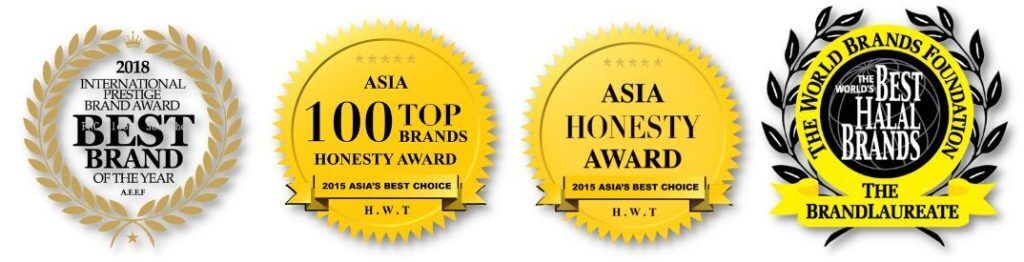 2018
INTERNATIONAL
PRESTIGE
BRAND AWARD
BEST
BRAND
OF THE YEAR
A.E.E.F
ASIA
100 TOP
BRANDS
HONESTY AWARD
2015 ASIA'S BEST CHOICE
H.W.T
ASIA
HONESTY
AWARD
2015 ASIA'S BEST CHOICE
H.W.T
THE WORLD BRANDS FOUNDATION
THE
WORLD'S
BEST
HALAL
BRANDS
THE
BRANDLAUREATE